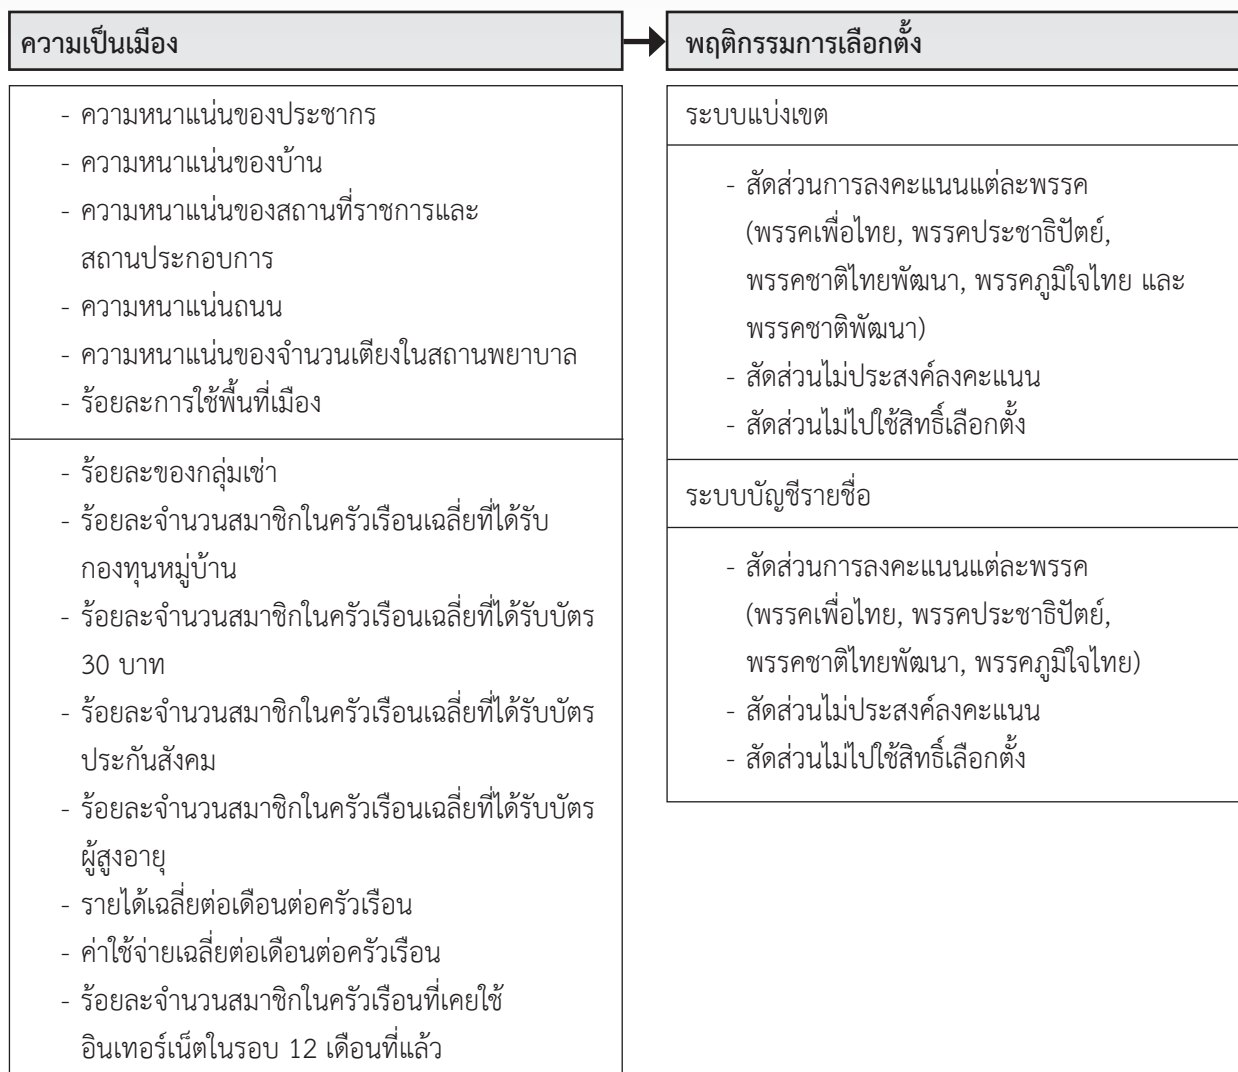 ความเป็นเมือง
- ความหนาแน่นของประชากร
- ความหนาแน่นของบ้าน
- ความหนาแน่นของสถานที่ราชการและ
สถานประกอบการ
- ความหนาแน่นถนน
- ความหนาแน่นของจำนวนเตียงในสถานพยาบาล
- ร้อยละการใช้พื้นที่เมือง
- ร้อยละของกลุ่มเช่า
- ร้อยละจำนวนสมาชิกในครัวเรือนเฉลี่ยที่ได้รับ
กองทุนหมู่บ้าน
- ร้อยละจำนวนสมาชิกในครัวเรือนเฉลี่ยที่ได้รับบัตร
30 บาท
- ร้อยละจำนวนสมาชิกในครัวเรือนเฉลี่ยที่ได้รับบัตร
ประกันสังคม
- ร้อยละจำนวนสมาชิกในครัวเรือนเฉลี่ยที่ได้รับบัตร
ผู้สูงอายุ
- รายได้เฉลี่ยต่อเดือนต่อครัวเรือน
- ค่าใช้จ่ายเฉลี่ยต่อเดือนต่อครัวเรือน
- ร้อยละจำนวนสมาชิกในครัวเรือนที่เคยใช้
อินเทอร์เน็ตในรอบ 12 เดือนที่แล้ว
พฤติกรรมการเลือกตั้ง
ระบบแบ่งเขต
- สัดส่วนการลงคะแนนแต่ละพรรค
(พรรคเพื่อไทย, พรรคประชาธิปัตย์,
พรรคชาติไทยพัฒนา, พรรคภูมิใจไทย และ
พรรคชาติพัฒนา)
- สัดส่วนไม่ประสงค์ลงคะแนน
- สัดส่วนไม่ไปใช้สิทธิ์เลือกตั้ง
ระบบบัญชีรายชื่อ
- สัดส่วนการลงคะแนนแต่ละพรรค
(พรรคเพื่อไทย, พรรคประชาธิปัตย์,
พรรคชาติไทยพัฒนา, พรรคภูมิใจไทย)
- สัดส่วนไม่ประสงค์ลงคะแนน
- สัดส่วนไม่ไปใช้สิทธิ์เลือกตั้ง